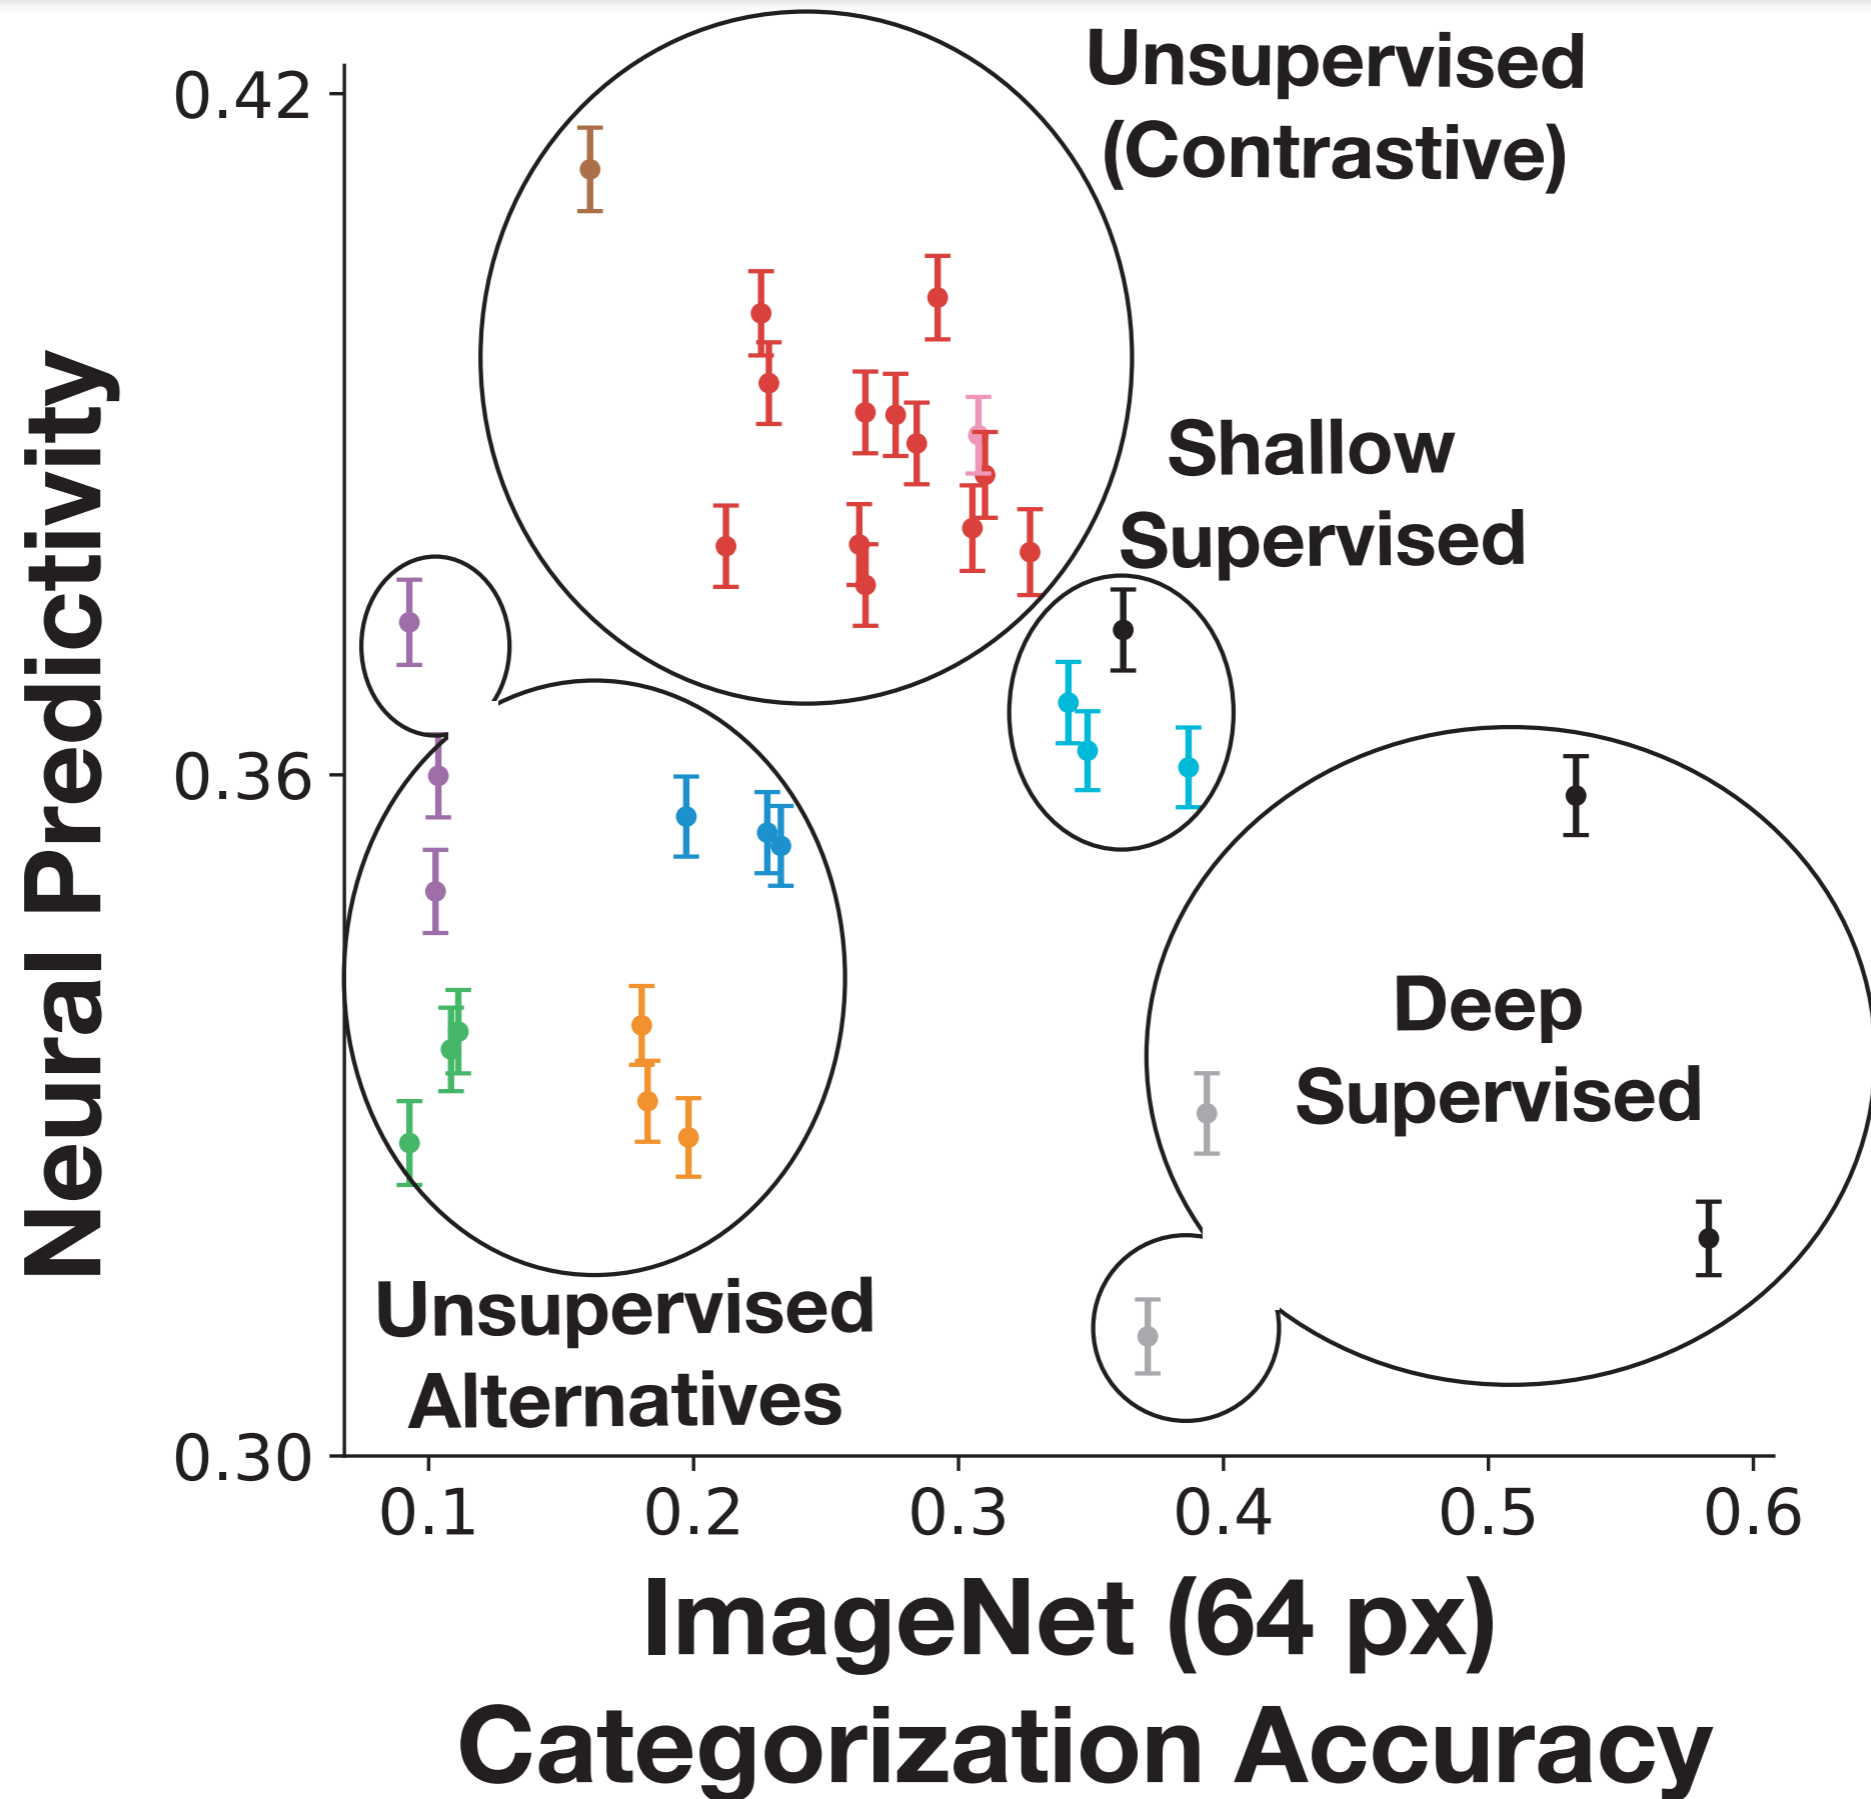 Unsupervised
(Contrastive)
0.42
Shallow
Supervised
Neural Predictivity
0.36
Deep
Supervised
Unsupervised
Alternatives
0.30
0.1 0.2 0.3 0.4 0.5 0.6
ImageNet (64 px)
Categorization Accuracy